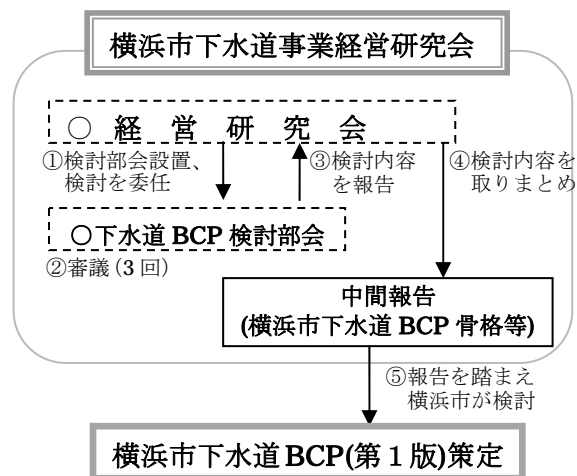 横浜市下水道事業経営研究会
○ 経 営 研 究 会
①検討部会設置、
検討を委任
③検討内容
を報告
④検討内容を
取りまとめ
○下水道 BCP 検討部会
②審議(3 回)
中間報告
(横浜市下水道 BCP 骨格等)
⑤報告を踏まえ
横浜市が検討
横浜市下水道 BCP(第 1 版)策定